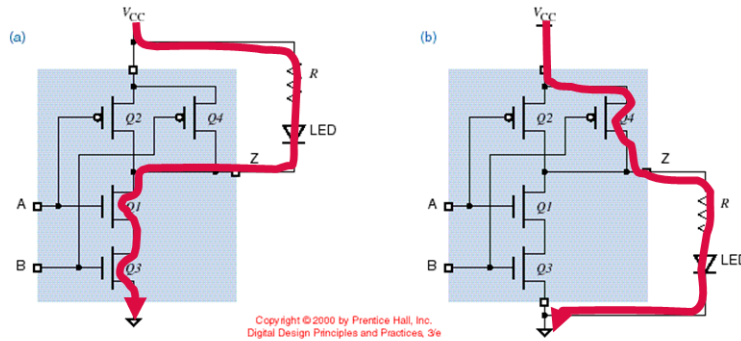 (a)
VCC
R
Q2
Q4
LED
Z
A
Q1
B
Q3
(b)
VCC
Q2
Q4
Z
A
Q1
R
B
Q3
LED
Copyright © 2000 by Prentice Hall, Inc.
Digital Design Principles and Practices, 3/e